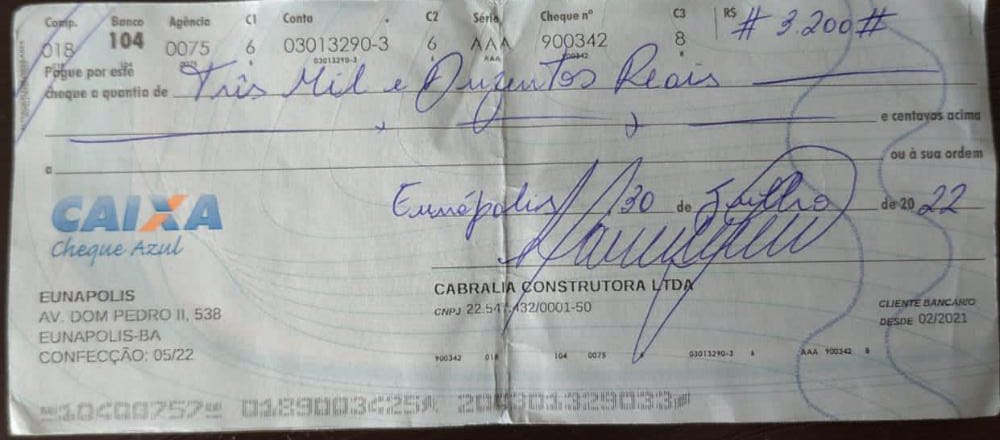 Comp. Banco Agência C1 Conta C2 Série Cheque nº C3 R$ # 3.200 #
018 104 0075 6 03013290-3 6 AAA 900342 8
Pague por este
cheque a quantia de Três Mil e Duzentos Reais
e centavos acima
a ou à sua ordem
Eunápolis 30 de Julho de 20 22
CAIXA
Cheque Azul
CABRALIA CONSTRUTORA LTDA
CNPJ 432/0001-50
EUNAPOLIS
AV. DOM PEDRO II, 538
EUNAPOLIS-BA
CONFECÇÃO: 05/22
CLIENTE BANCÁRIO
DESDE 02/2021
900342 018 104 0075 03013290-3 6 AAA 900342 8